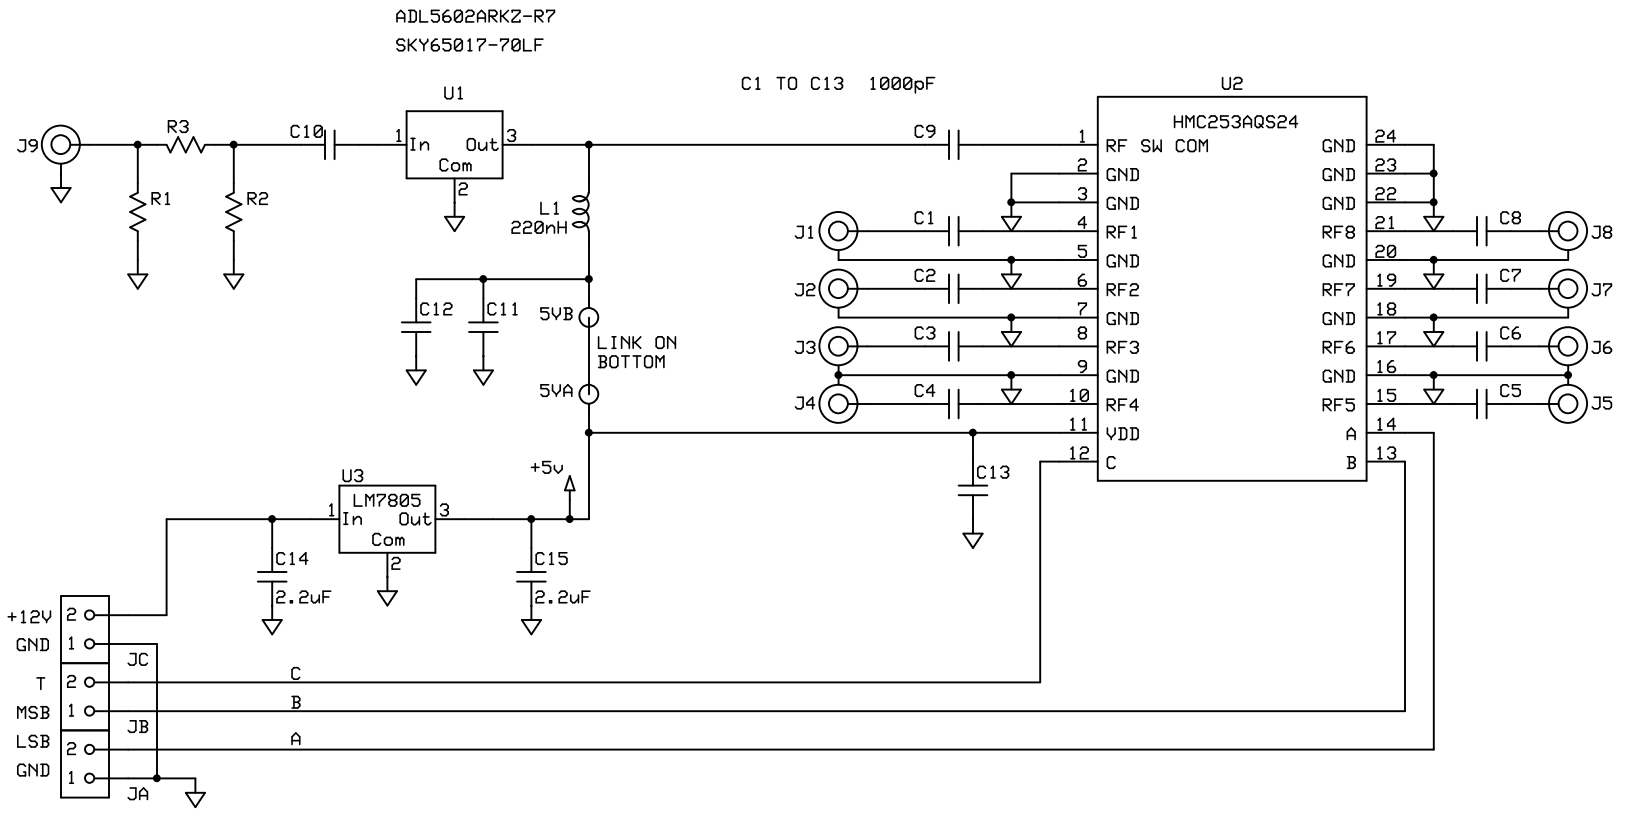 ADL5602ARKZ-R7
SKY65017-70LF
C1 TO C13 1000pF
U1
U2
HMC253AQS24
J9
R3
C10
1 In Out 3
Com
2
C9
1 RF SW COM
GND 24
2 GND
GND 23
3 GND
GND 22
R1
R2
L1
220nH
J1
C1
4 RF1
RF8 21
C8
J8
5 GND
GND 20
J2
C2
6 RF2
RF7 19
C7
J7
7 GND
GND 18
C12
C11
5VB
LINK ON
BOTTOM
5VA
J3
C3
8 RF3
RF6 17
C6
J6
9 GND
GND 16
J4
C4
10 RF4
RF5 15
C5
J5
11 VDD
A 14
12 C
B 13
C13
+5v
U3
LM7805
1 In Out 3
Com
2
C14
2.2uF
C15
2.2uF
+12V 2
GND 1
JC
T 2
C
MSB 1
B
JB
LSB 2
A
GND 1
JA